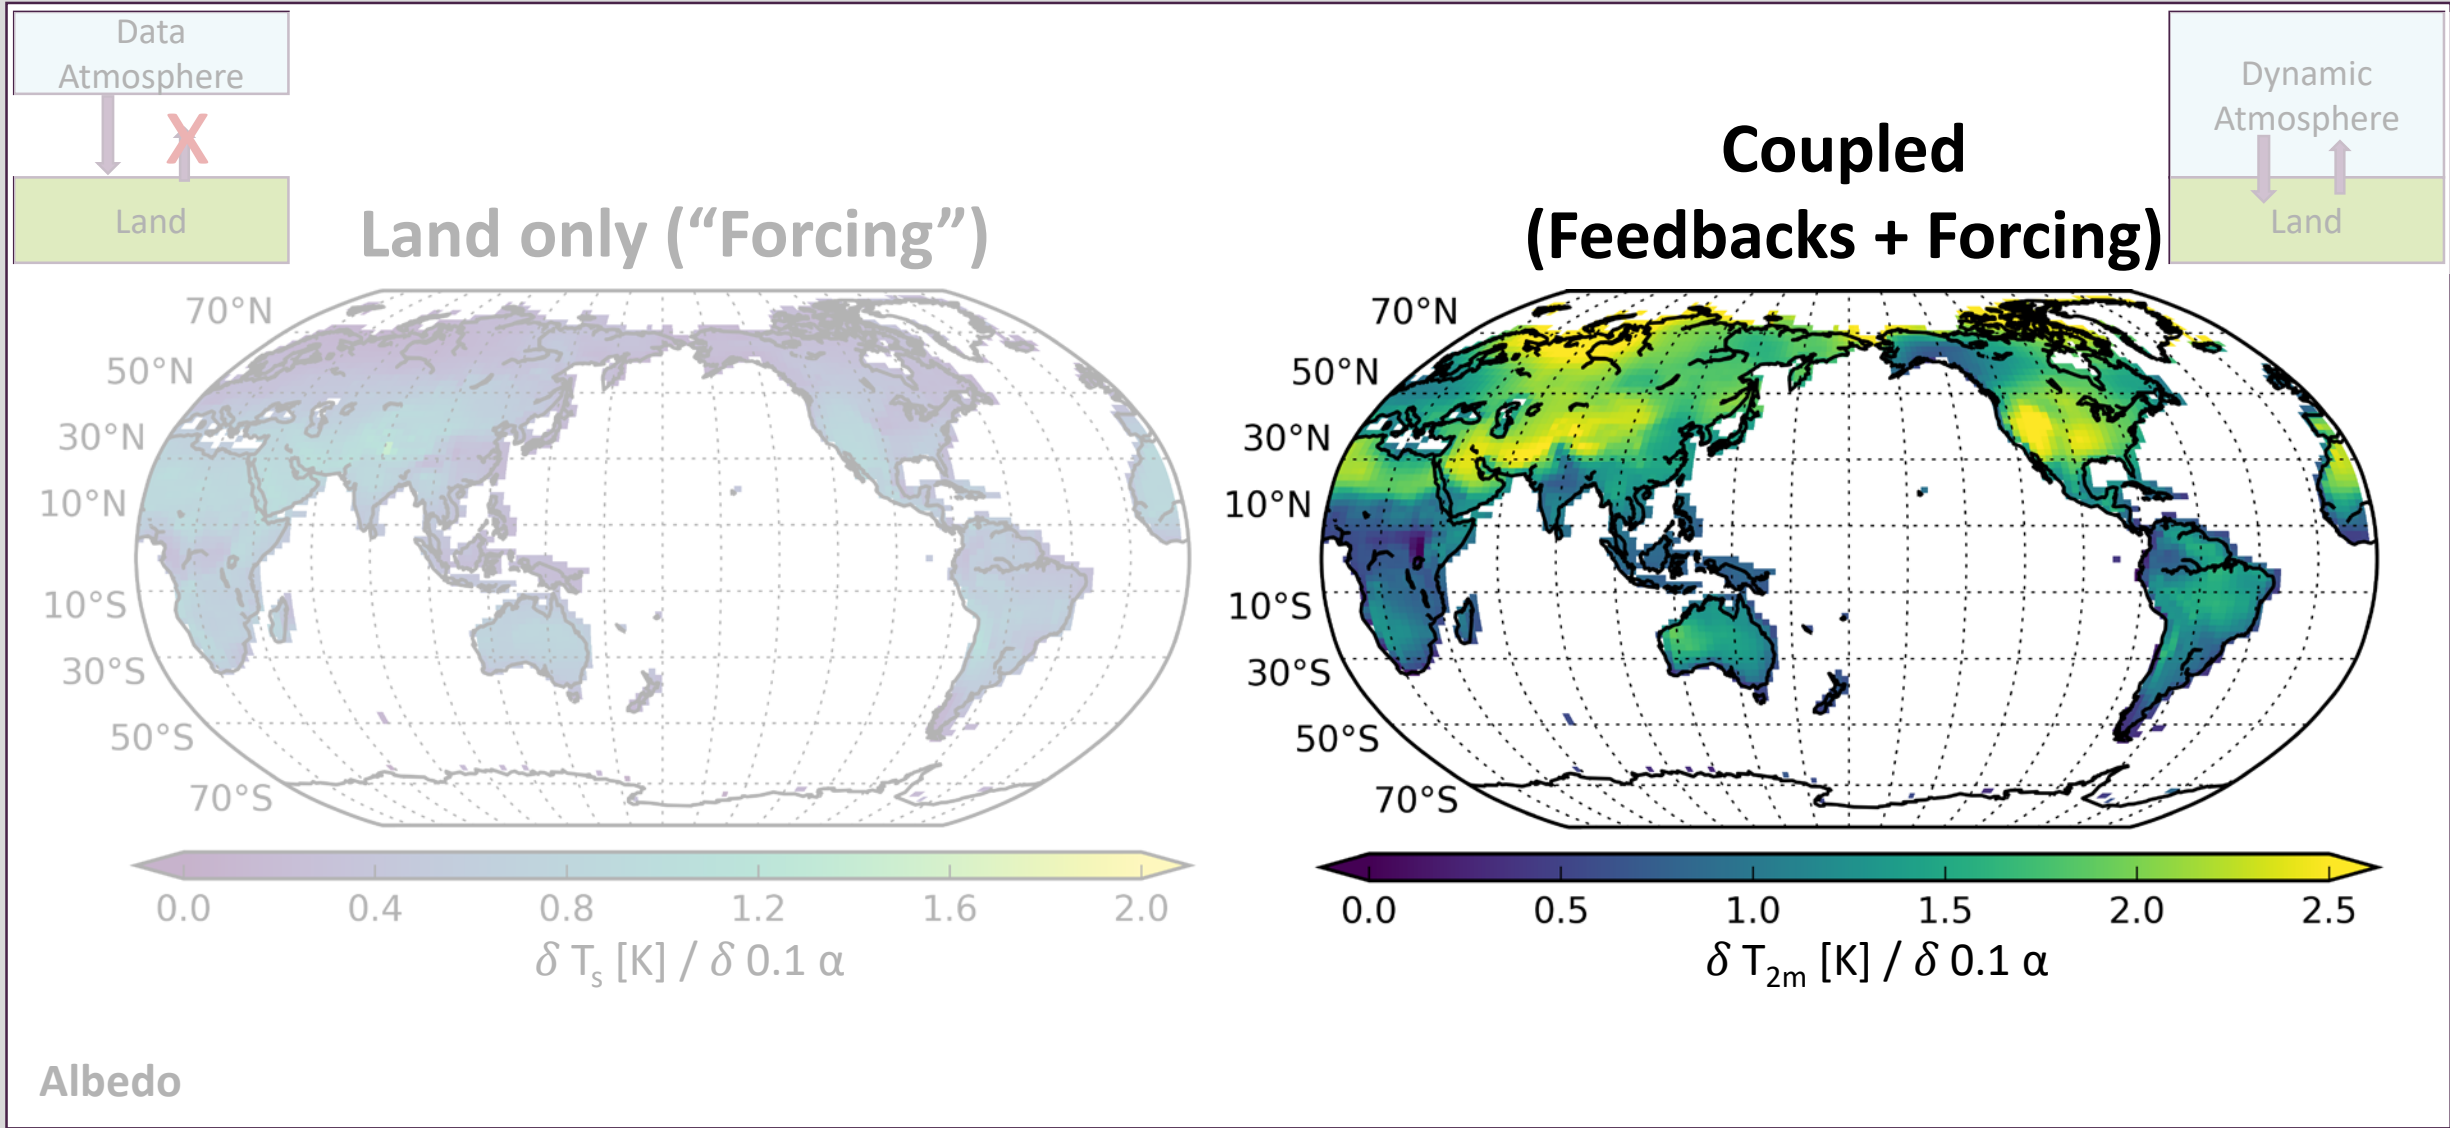 Data
Atmosphere
X
Land
Land only (“Forcing”)
70°N
50°N
30°N
10°N
10°S
30°S
50°S
70°S
0.0 0.4 0.8 1.2 1.6 2.0
δ Ts [K] / δ 0.1 α
Coupled
(Feedbacks + Forcing)
Dynamic
Atmosphere
Land
70°N
50°N
30°N
10°N
10°S
30°S
50°S
70°S
0.0 0.5 1.0 1.5 2.0 2.5
δ T2m [K] / δ 0.1 α
Albedo